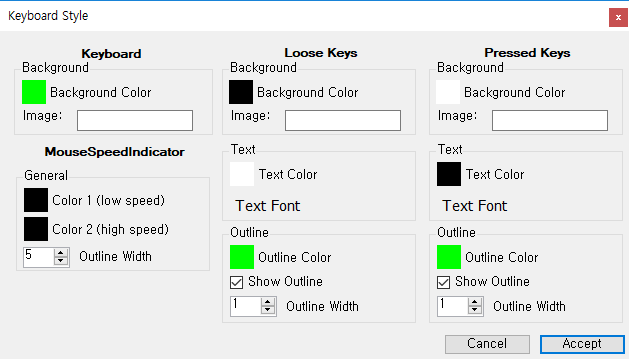 Keyboard Style
x
Keyboard
Background
Background Color
Image:
MouseSpeedIndicator
General
Color 1 (low speed)
Color 2 (high speed)
5 Outline Width
Loose Keys
Background
Background Color
Image:
Text
Text Color
Text Font
Outline
Outline Color
Show Outline
1 Outline Width
Pressed Keys
Background
Background Color
Image:
Text
Text Color
Text Font
Outline
Outline Color
Show Outline
1 Outline Width
Cancel Accept